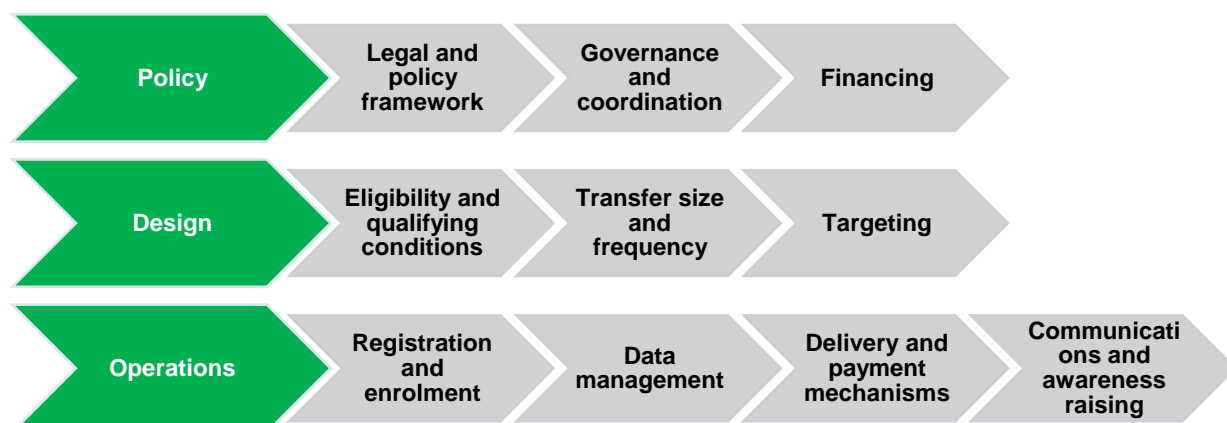 Policy
Legal and
policy
framework
Governance
and
coordination
Financing
Design
Eligibility and
qualifying
conditions
Transfer size
and
frequency
Targeting
Operations
Registration
and
enrolment
Data
management
Delivery and
payment
mechanisms
Communicati
ons and
awareness
raising